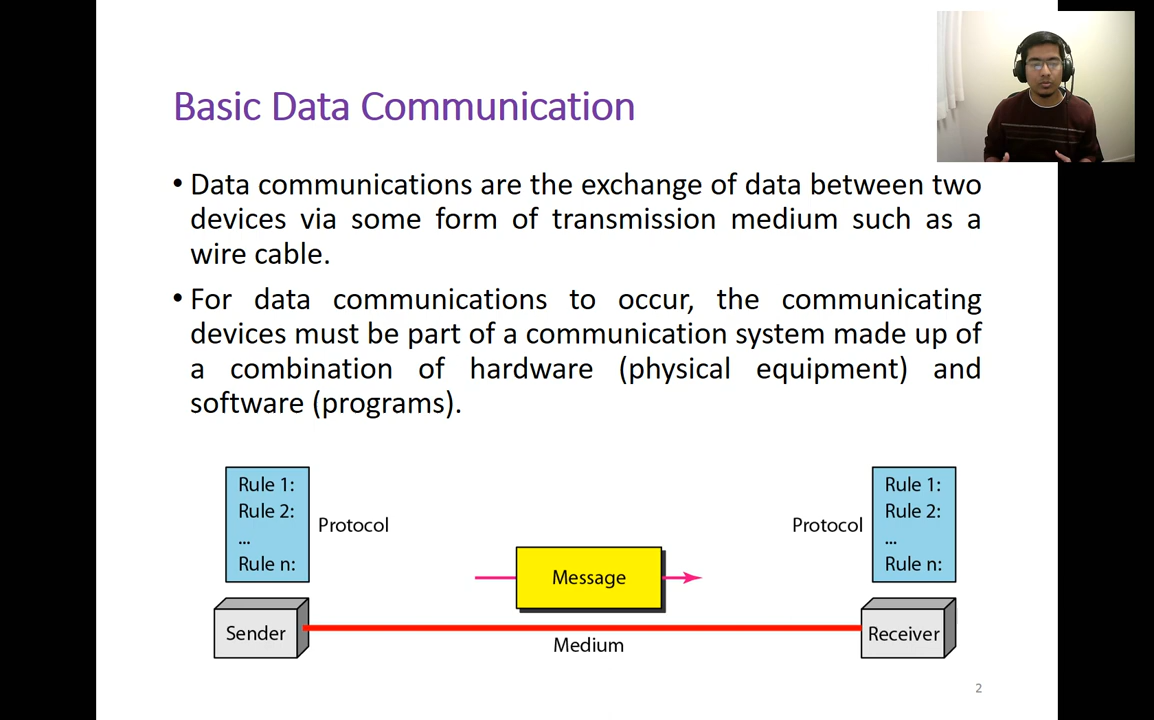 Basic Data Communication
• Data communications are the exchange of data between two
devices via some form of transmission medium such as a
wire cable.
• For data communications to occur, the communicating
devices must be part of a communication system made up of
a combination of hardware (physical equipment) and
software (programs).
Rule 1:
Rule 2:
...
Rule n:
Protocol
Protocol
Rule 1:
Rule 2:
...
Rule n:
Message
Sender
Medium
Receiver
2